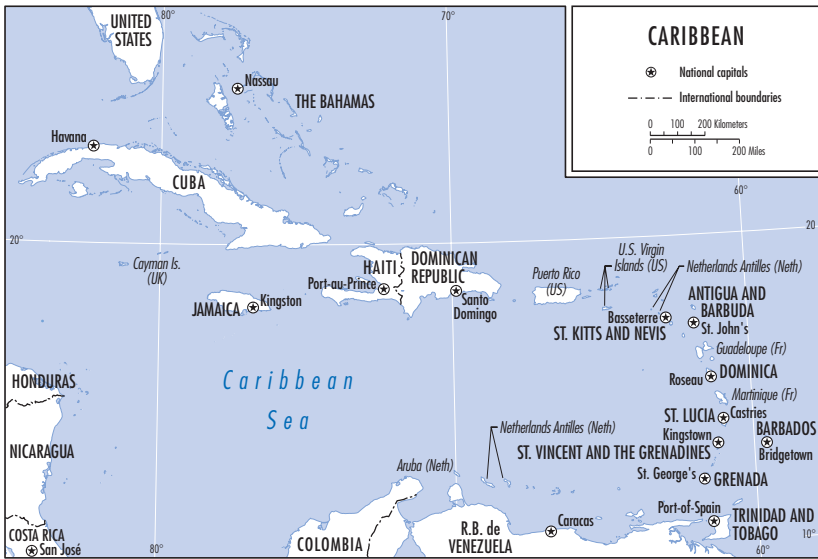 UNITED
STATES
80°
70°
CARIBBEAN
National capitals
International boundaries
0 100 200 Kilometers
0 100 200 Miles
Nassau
THE BAHAMAS
Havana
CUBA
60°
20
20°
Cayman Is.
(UK)
HAITI
DOMINICAN
REPUBLIC
Port-au-Prince
Santo
Domingo
JAMAICA
Kingston
Puerto Rico
(US)
U.S. Virgin
Islands (US)
Netherlands Antilles (Neth)
Basseterre
ST. KITTS AND NEVIS
ANTIGUA AND
BARBUDA
St. John's
Guadeloupe (Fr)
Roseau
DOMINICA
Martinique (Fr)
HONDURAS
Caribbean
Sea
ST. LUCIA
Castries
Kingstown
BARBADOS
Bridgetown
ST. VINCENT AND THE GRENADINES
Netherlands Antilles (Neth)
NICARAGUA
Aruba (Neth)
St. George's
GRENADA
Port-of-Spain
TRINIDAD AND
TOBAGO
COSTA RICA
San José
80°
COLOMBIA
R.B. de
VENEZUELA
Caracas
10°
60°